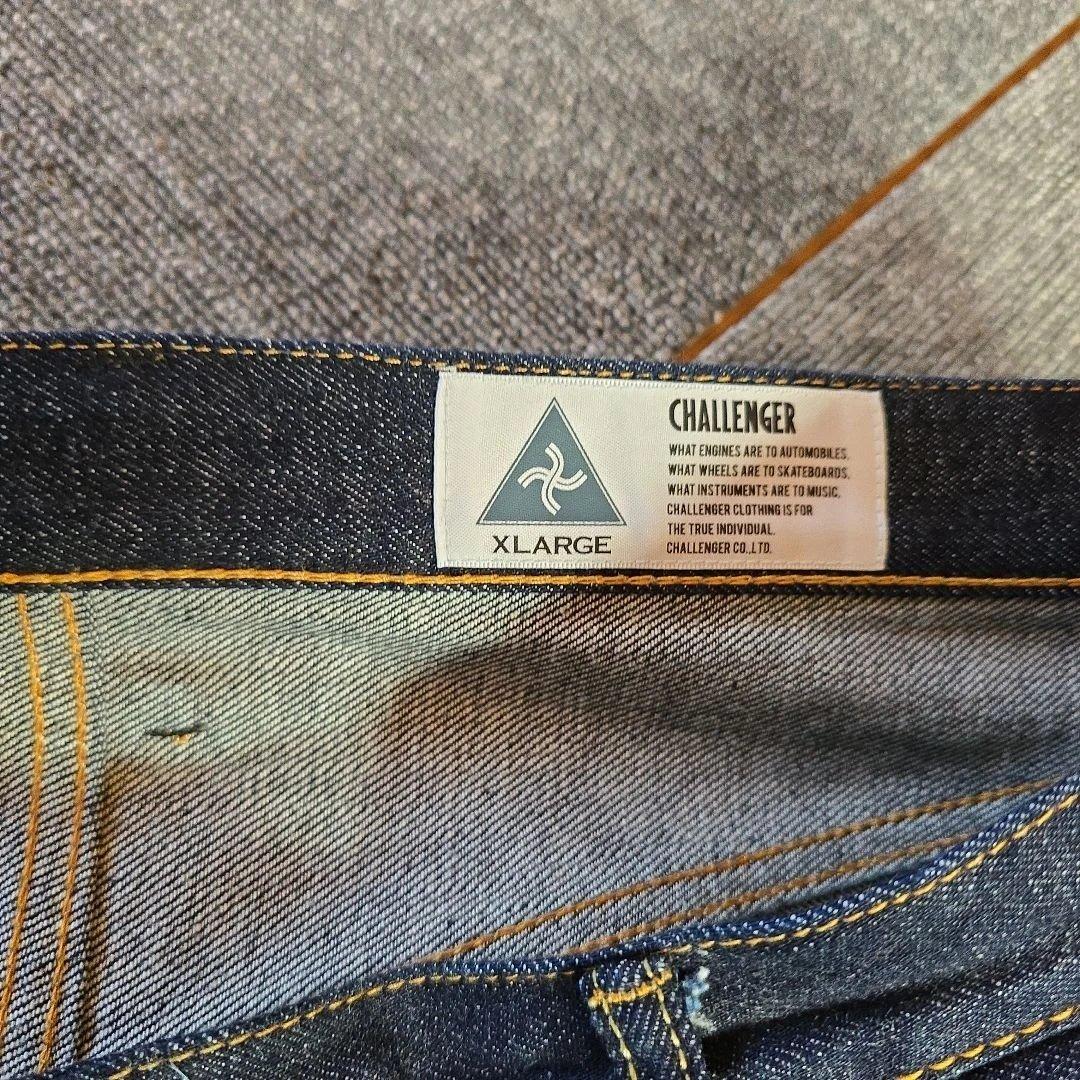 XLARGE
CHALLENGER
WHAT ENGINES ARE TO AUTOMOBILES.
WHAT WHEELS ARE TO SKATEBOARDS.
WHAT INSTRUMENTS ARE TO MUSIC.
CHALLENGER CLOTHING IS FOR
THE TRUE INDIVIDUAL.
CHALLENGER CO.,LTD.